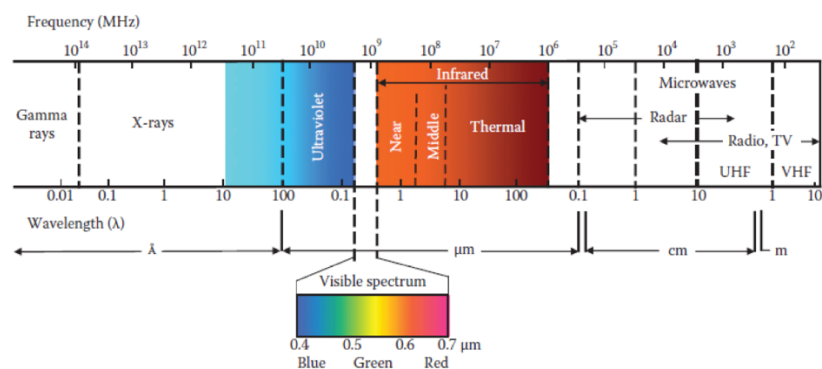 Frequency (MHz)
10¹⁴ 10¹³ 10¹² 10¹¹ 10¹⁰ 10⁹ 10⁸ 10⁷ 10⁶ 10⁵ 10⁴ 10³ 10²
Infrared
Microwaves
Gamma rays
X-rays
Ultraviolet
Near
Middle
Thermal
Radar
Radio, TV
UHF
VHF
0.01 0.1 1 10 100 0.1 1 10 100 0.1 1 10 1 10
Wavelength (λ)
Å μm cm m
Visible spectrum
0.4 0.5 0.6 0.7 μm
Blue Green Red